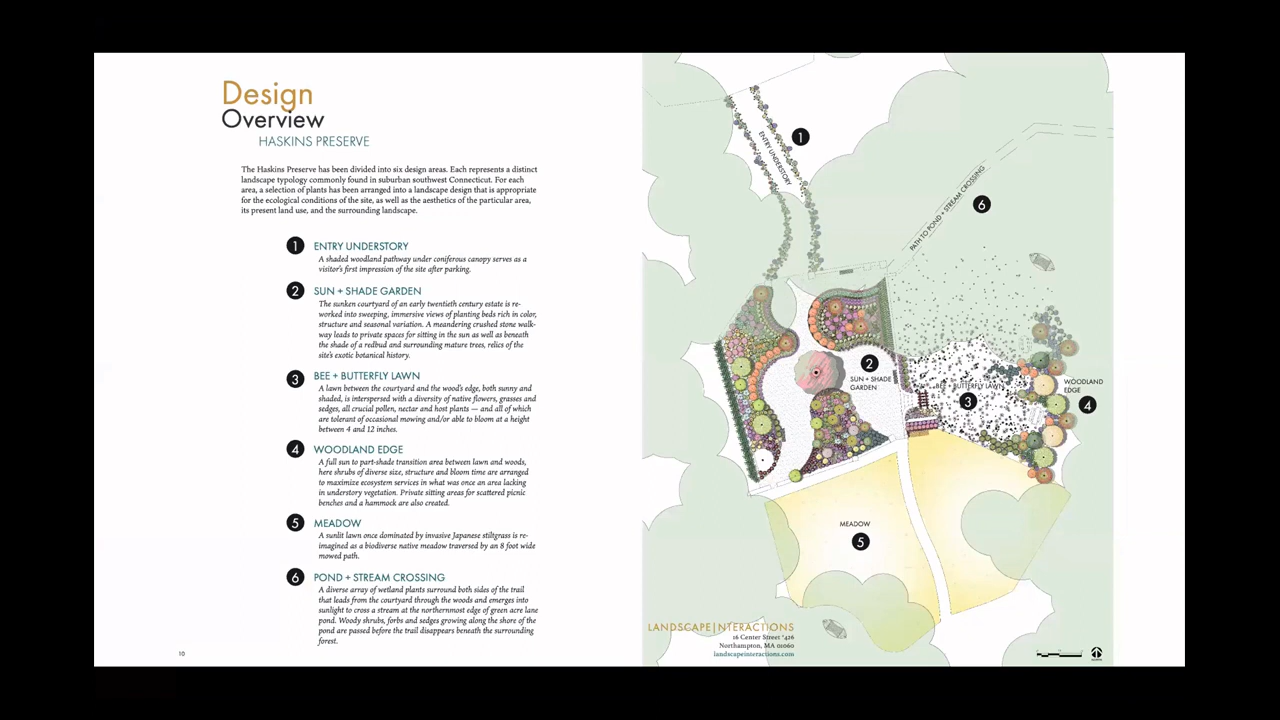 Design
Overview
HASKINS PRESERVE
The Haskins Preserve has been divided into six design areas. Each represents a distinct
landscape typology commonly found in suburban southwest Connecticut. For each
area, a selection of plants has been arranged into a landscape design that is appropriate
for the ecological conditions of the site, as well as the aesthetics of the particular area,
its present land use, and the surrounding landscape.
1 ENTRY UNDERSTORY
A shaded woodland pathway under coniferous canopy serves as a
visitor's first impression of the site after parking.
2 SUN + SHADE GARDEN
The sunken courtyard of an early twentieth century estate is re-
worked into sweeping, immersive views of planting beds rich in color,
structure and seasonal variation. A meandering crushed stone walk-
way leads to private spaces for sitting in the sun as well as beneath
the shade of a redbud and surrounding mature trees, relics of the
site's exotic botanical history.
3 BEE + BUTTERFLY LAWN
A lawn between the courtyard and the wood's edge, both sunny and
shaded, is interspersed with a diversity of native flowers, grasses and
sedges, all crucial pollen, nectar and host plants — and all of which
are tolerant of occasional mowing and/or able to bloom at a height
between 4 and 12 inches.
4 WOODLAND EDGE
A full sun to part-shade transition area between lawn and woods,
here shrubs of diverse size, structure and bloom time are arranged
to maximize ecosystem services in what was once an area lacking
in understory vegetation. Private sitting areas for scattered picnic
benches and a hammock are also created.
5 MEADOW
A sunlit lawn once dominated by invasive Japanese stiltgrass is re-
imagined as a biodiverse native meadow traversed by an 8 foot wide
mowed path.
6 POND + STREAM CROSSING
A diverse array of wetland plants surround both sides of the trail
that leads from the courtyard through the woods and emerges into
sunlight to cross a stream at the northernmost edge of green acre lane
pond. Woody shrubs, forbs and sedges growing along the shore of the
pond are passed before the trail disappears beneath the surrounding
forest.
10
ENTRY UNDERSTORY
1
PATH TO POND + STREAM CROSSING
6
2
SUN + SHADE
GARDEN
BEE + BUTTERFLY LAWN
3
WOODLAND
EDGE
4
MEADOW
5
LANDSCAPE|NTERACTIONS
16 Center Street #426
Northampton, MA 01060
landscapeinteractions.com